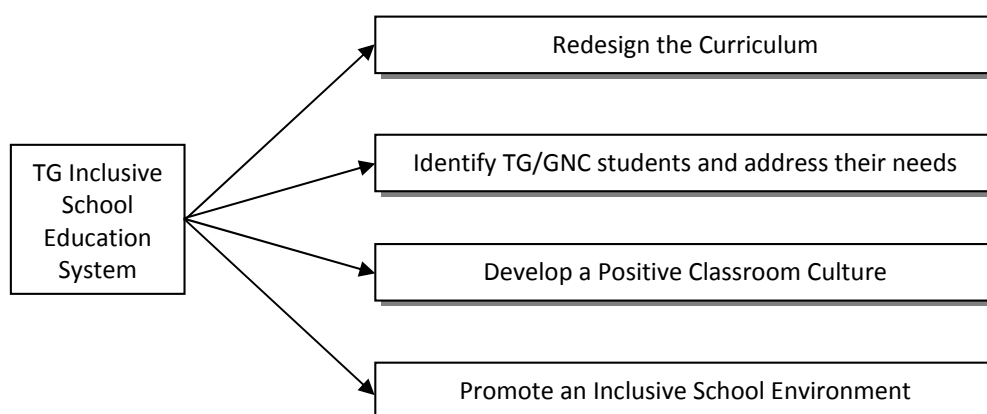 Redesign the Curriculum
TG Inclusive
School
Education
System
Identify TG/GNC students and address their needs
Develop a Positive Classroom Culture
Promote an Inclusive School Environment